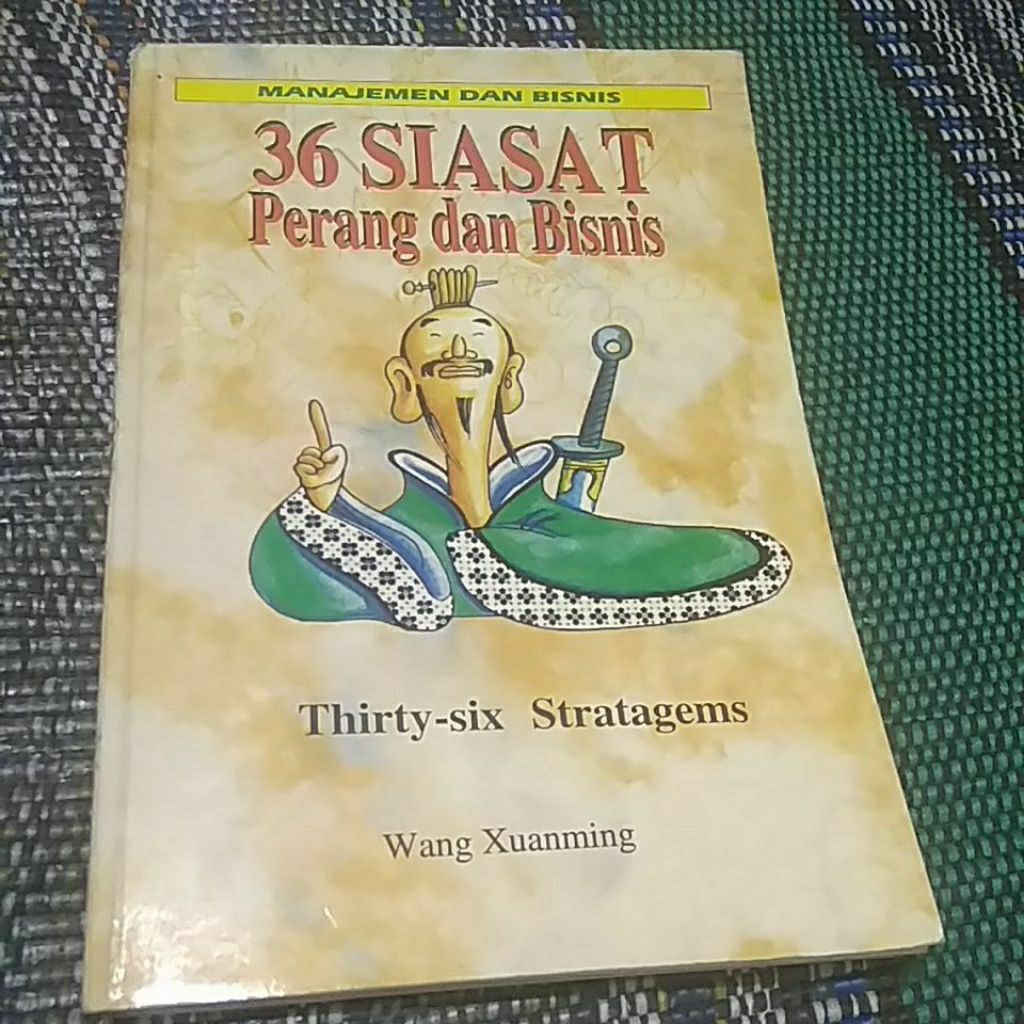 MANAJEMEN DAN BISNIS
36 SIASAT
Perang dan Bisnis
Thirty-six Stratagems
Wang Xuanming